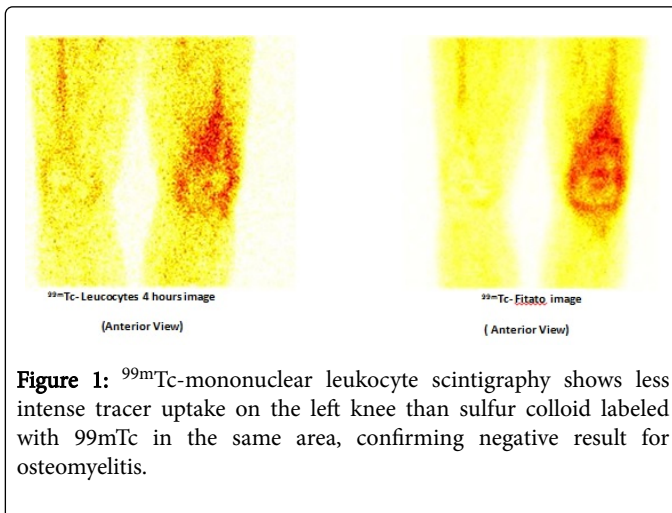 ⁹⁹ᵐTc- Leucocytes 4 hours image
(Anterior View)
⁹⁹ᵐTc- Fitato image
( Anterior View)
Figure 1: ⁹⁹ᵐTc-mononuclear leukocyte scintigraphy shows less
intense tracer uptake on the left knee than sulfur colloid labeled
with 99mTc in the same area, confirming negative result for
osteomyelitis.